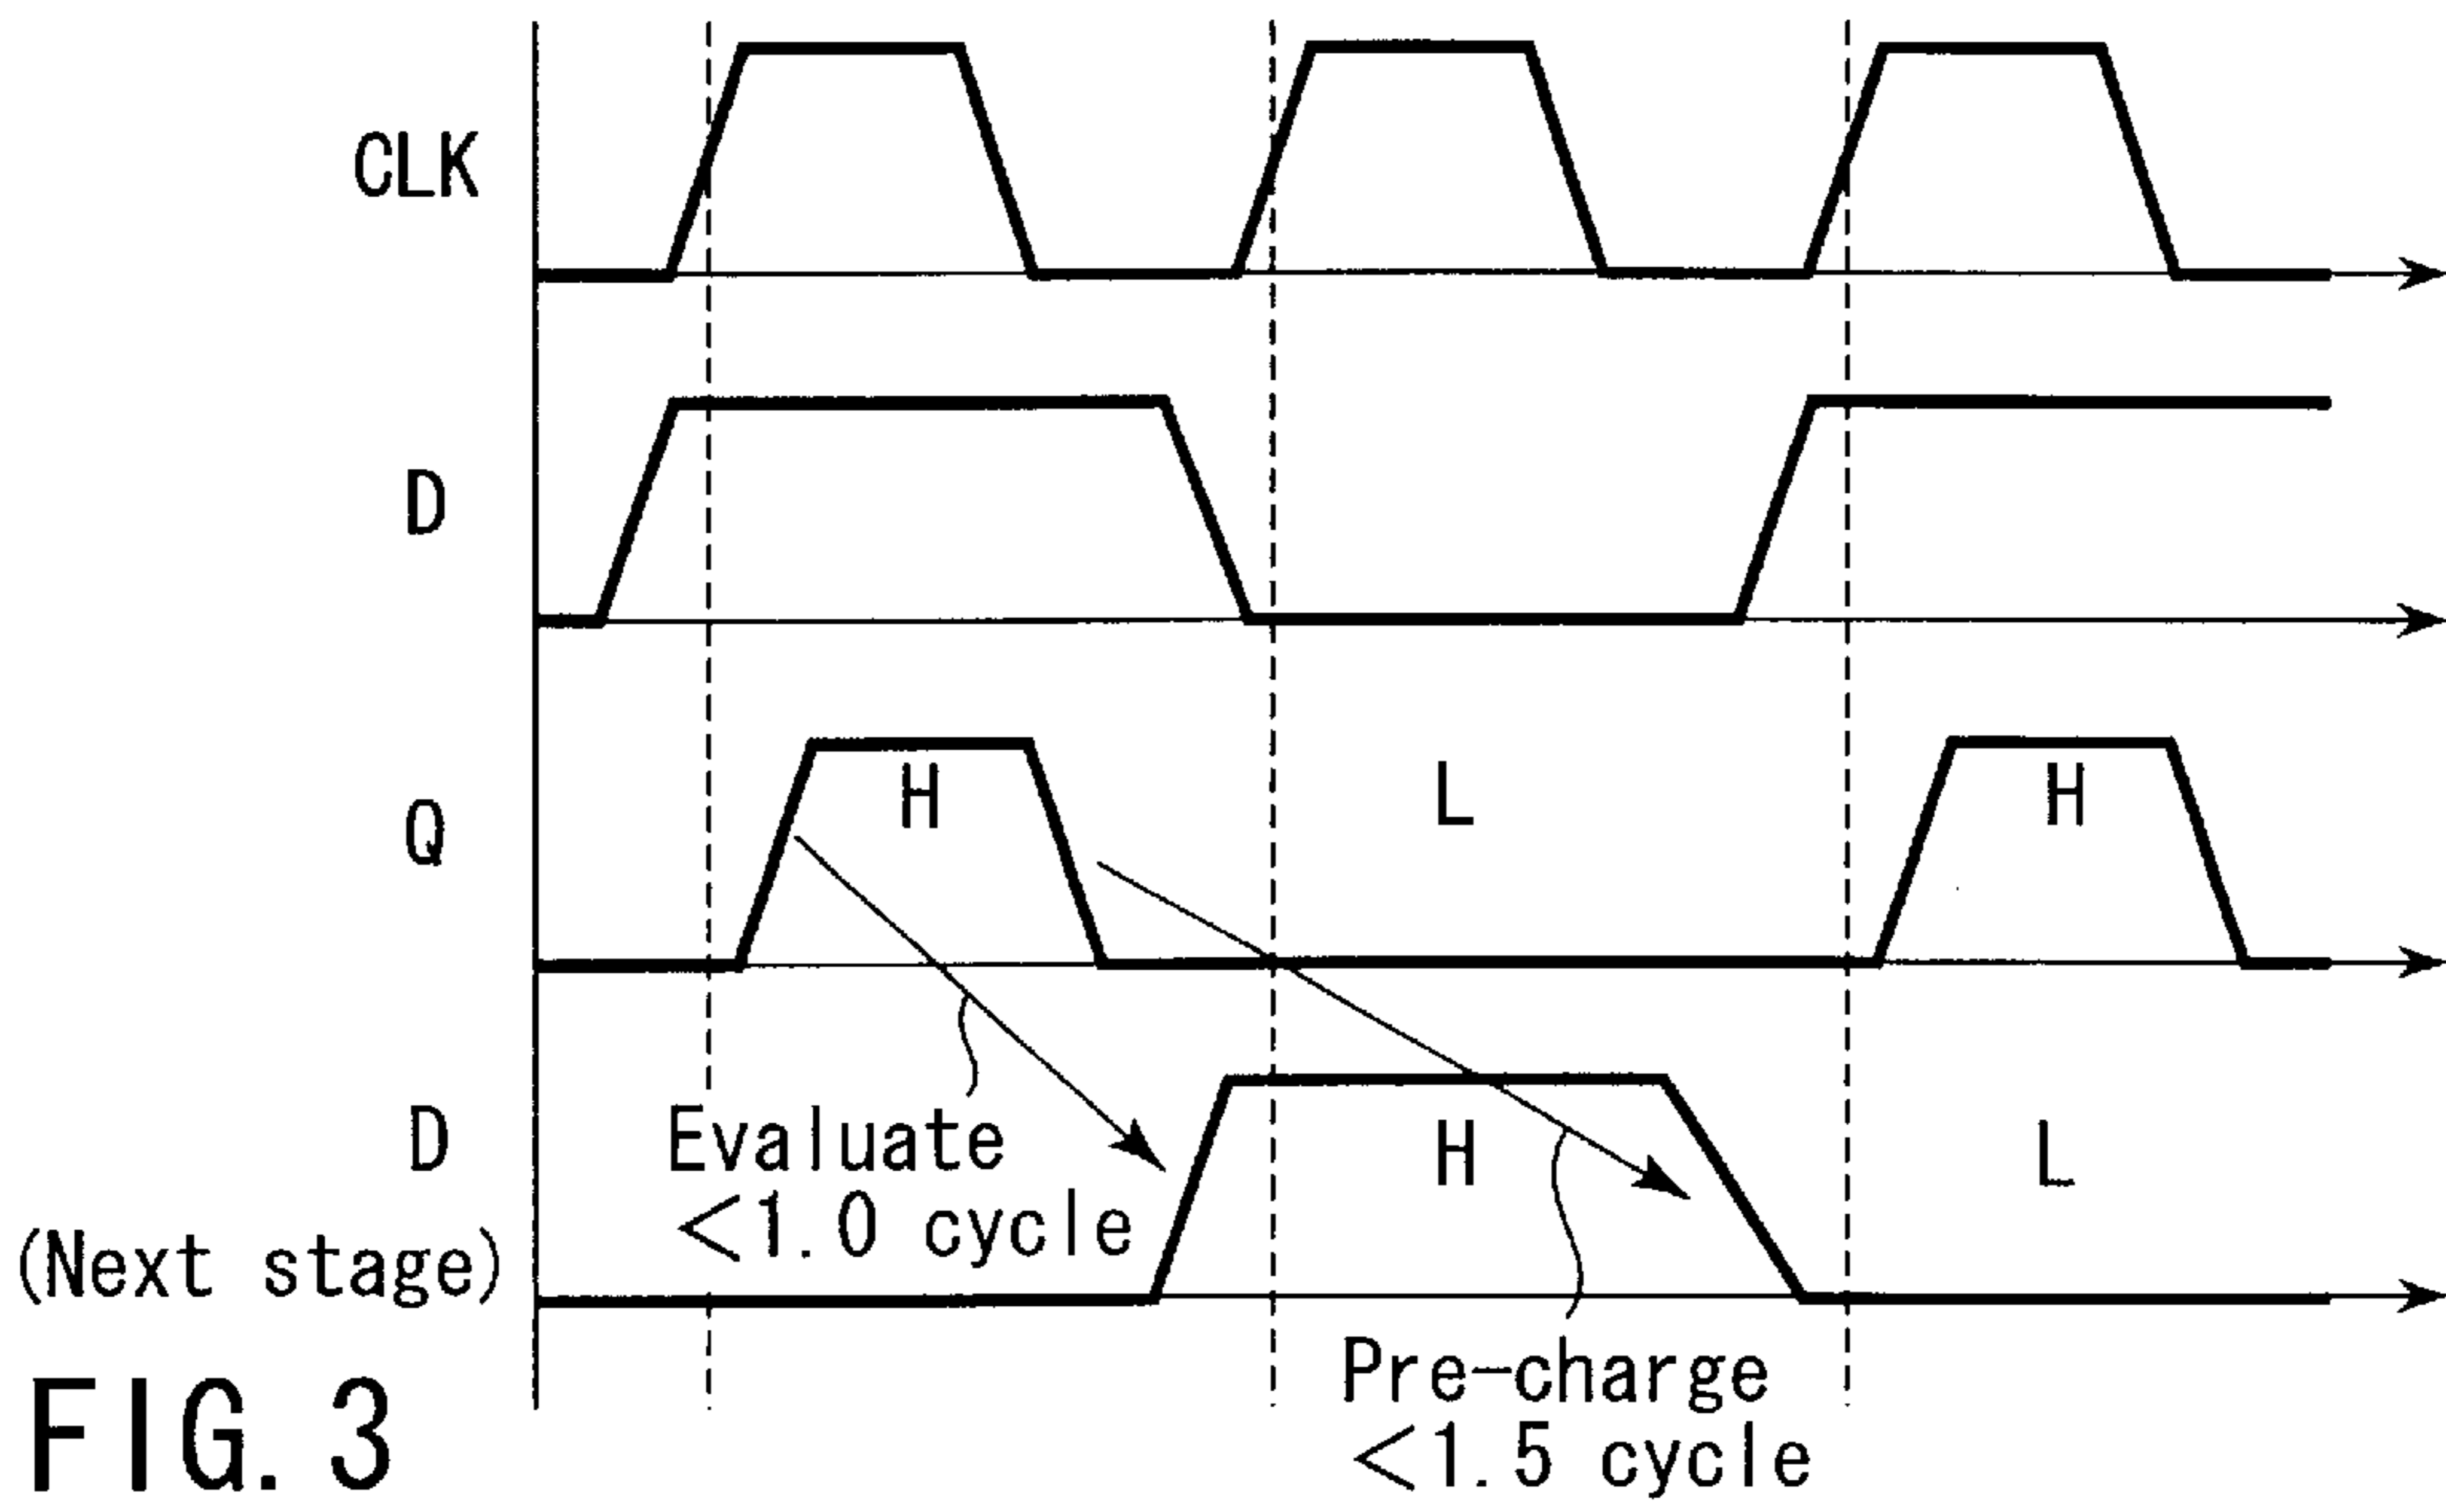 CLK
D
Q
H
L
H
D
(Next stage)
Evaluate
<1.0 cycle
H
L
Pre-charge
<1.5 cycle
FIG. 3